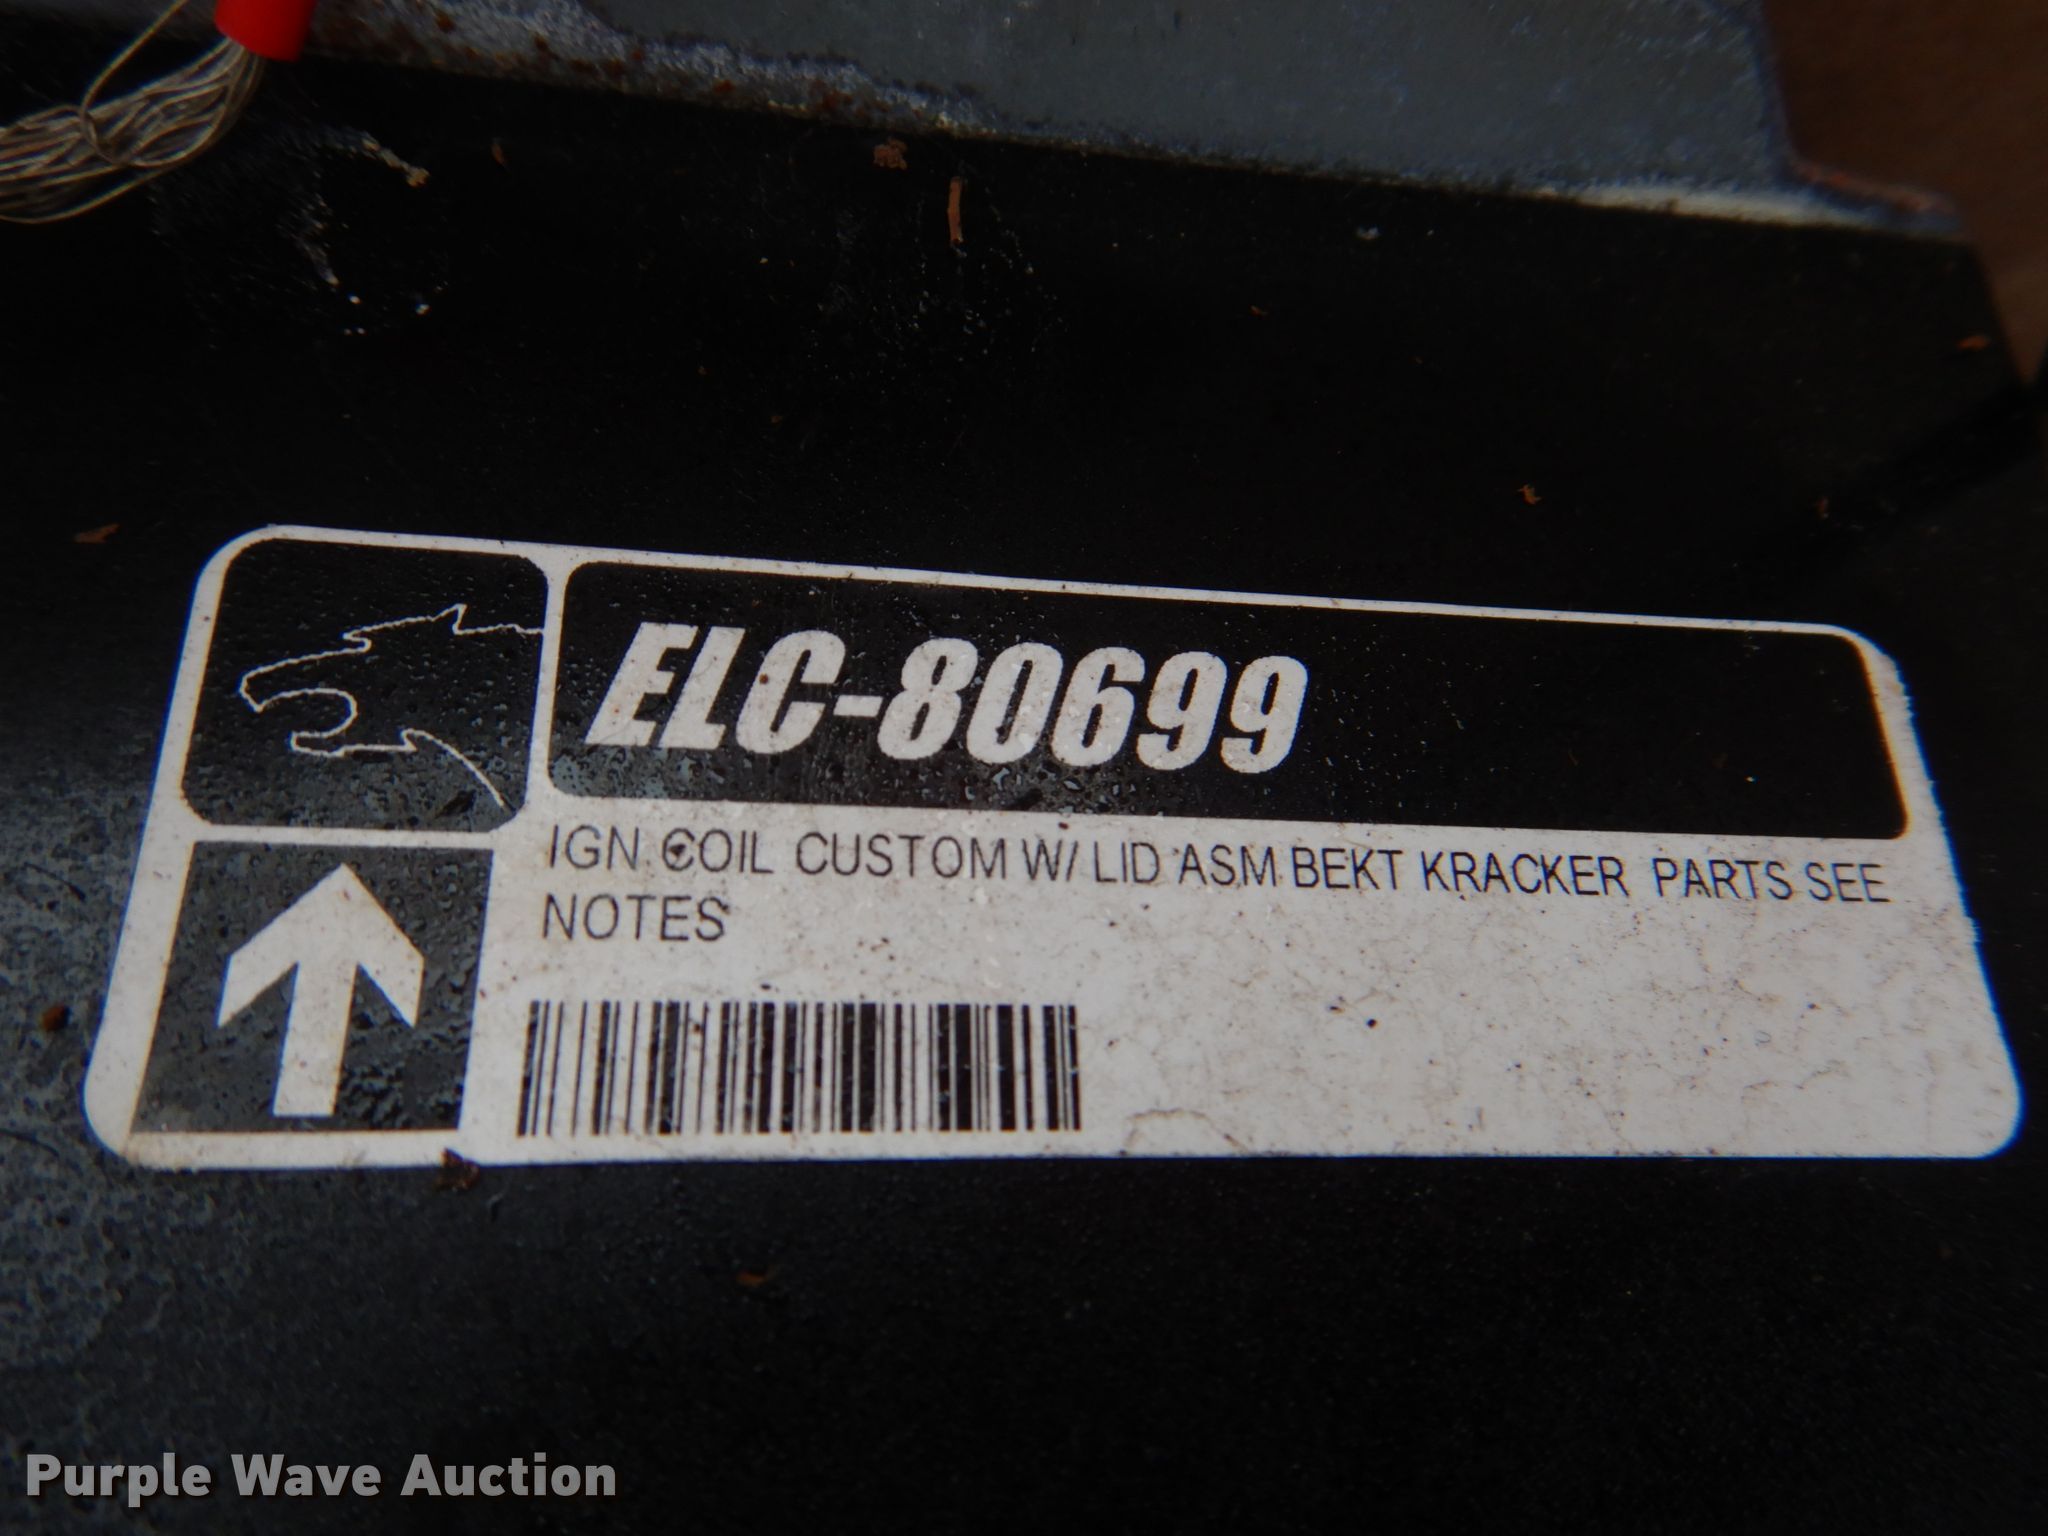 ELC-80699
IGN COIL CUSTOM W/ LID ASM BEKT KRACKER PARTS SEE
NOTES
Purple Wave Auction